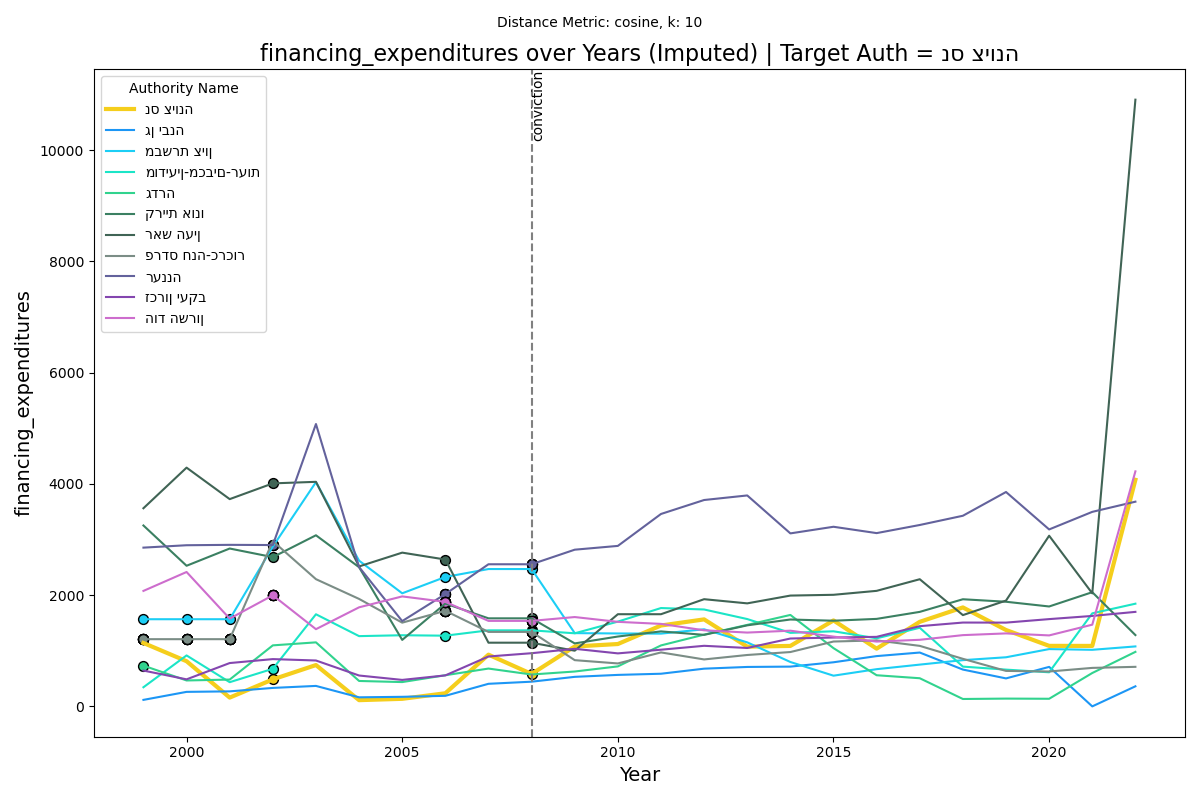 Distance Metric: cosine, k: 10
financing_expenditures over Years (Imputed) | Target Auth = נס ציונה
Authority Name
נס ציונה
גן יבנה
מבשרת ציון
מודיעין-מכבים-רעות
גדרה
קריית אונו
ראש העין
פרדס חנה-כרכור
רעננה
זכרון יעקב
הוד השרון
conviction
financing_expenditures
10000
8000
6000
4000
2000
0
2000 2005 2010 2015 2020
Year